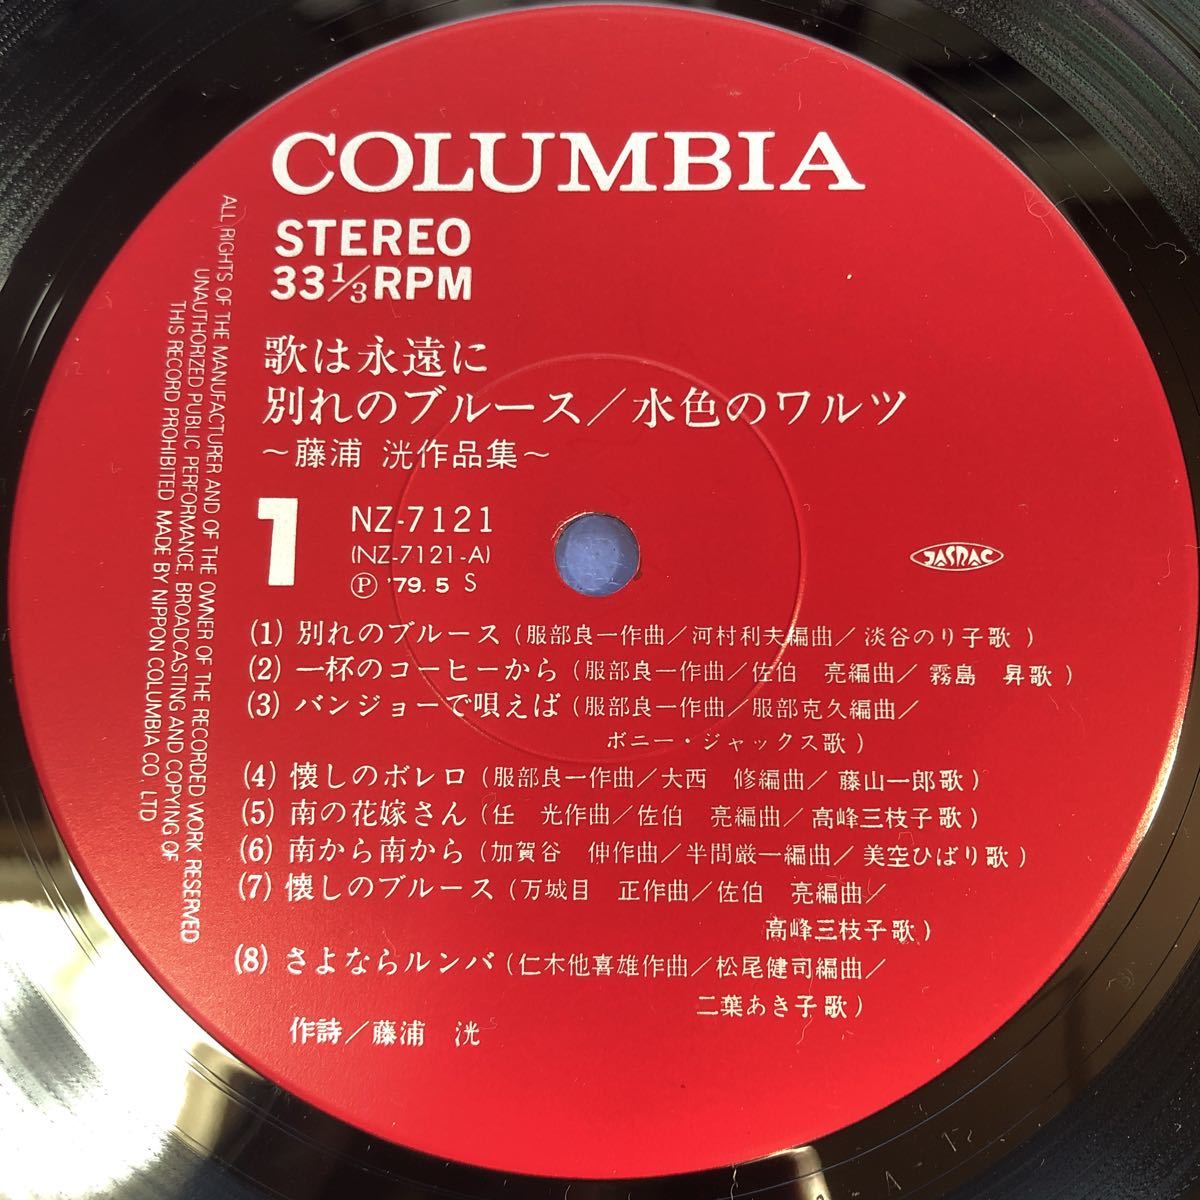 COLUMBIA
STEREO
33 1/3 RPM
歌は永遠に
別れのブルース/水色のワルツ
~藤浦 洸作品集~
1
NZ-7121
(NZ-7121-A)
Ⓟ '79. 5 S
JASRAC
(1) 別れのブルース (服部良一作曲/河村利夫編曲/淡谷のり子歌)
(2) 一杯のコーヒーから (服部良一作曲/佐伯 亮編曲/霧島 昇歌)
(3) バンジョーで唄えば (服部良一作曲/服部克久編曲/
ボニー・ジャックス歌)
(4) 懐しのボレロ (服部良一作曲/大西 修編曲/藤山一郎歌)
(5) 南の花嫁さん (任 光作曲/佐伯 亮編曲/高峰三枝子歌)
(6) 南から南から (加賀谷 伸作曲/半間厳一編曲/美空ひばり歌)
(7) 懐しのブルース (万城目 正作曲/佐伯 亮編曲/
高峰三枝子歌)
(8) さよならルンバ (仁木他喜雄作曲/松尾健司編曲/
二葉あき子歌)
作詩/藤浦 洸
ALL RIGHTS OF THE MANUFACTURER AND OF THE OWNER OF THE RECORDED WORK RESERVED
UNAUTHORIZED PUBLIC PERFORMANCE, BROADCASTING AND COPYING OF
THIS RECORD PROHIBITED MADE BY NIPPON COLUMBIA CO., LTD